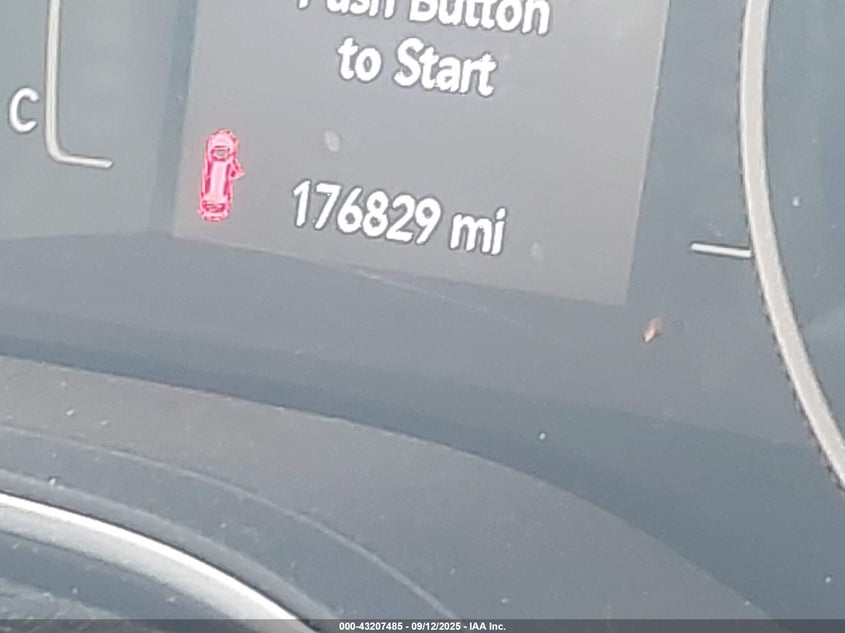 Push Button
to Start
C
176829 mi
000-43207485 - 09/12/2025 - IAA Inc.